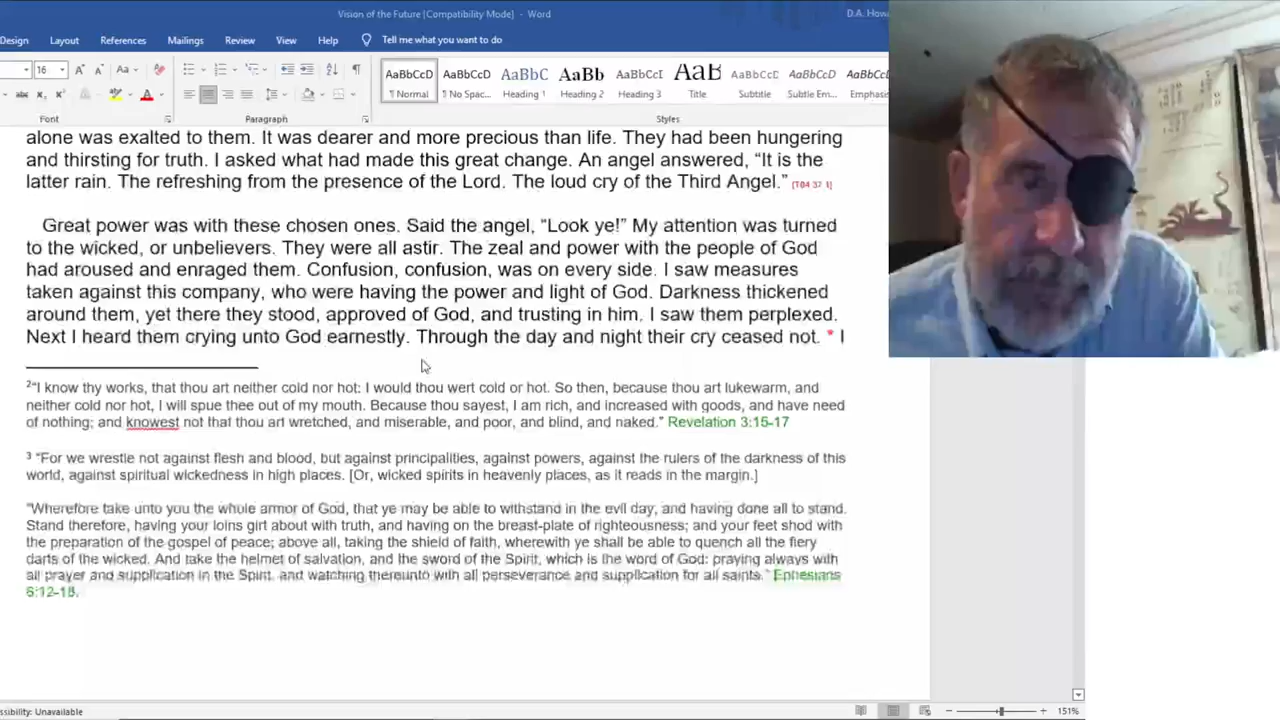 Vision of the Future [Compatibility Mode] - Word
D.A. Howa
Design Layout References Mailings Review View Help Tell me what you want to do
16
Aa
AaBbCcD AaBbCcD AaBbC AaBb AaBbCcI AaB AaBbCcD AaBbCcD AaBbCcD
¶ Normal ¶ No Spac... Heading 1 Heading 2 Heading 3 Title Subtitle Subtle Em... Emphasis
Font Paragraph Styles
alone was exalted to them. It was dearer and more precious than life. They had been hungering
and thirsting for truth. I asked what had made this great change. An angel answered, “It is the
latter rain. The refreshing from the presence of the Lord. The loud cry of the Third Angel.” [T04 37 1]
Great power was with these chosen ones. Said the angel, “Look ye!” My attention was turned
to the wicked, or unbelievers. They were all astir. The zeal and power with the people of God
had aroused and enraged them. Confusion, confusion, was on every side. I saw measures
taken against this company, who were having the power and light of God. Darkness thickened
around them, yet there they stood, approved of God, and trusting in him. I saw them perplexed.
Next I heard them crying unto God earnestly. Through the day and night their cry ceased not. * I
2“I know thy works, that thou art neither cold nor hot: I would thou wert cold or hot. So then, because thou art lukewarm, and
neither cold nor hot, I will spue thee out of my mouth. Because thou sayest, I am rich, and increased with goods, and have need
of nothing; and knowest not that thou art wretched, and miserable, and poor, and blind, and naked.” Revelation 3:15-17
3 “For we wrestle not against flesh and blood, but against principalities, against powers, against the rulers of the darkness of this
world, against spiritual wickedness in high places. [Or, wicked spirits in heavenly places, as it reads in the margin.]
“Wherefore take unto you the whole armor of God, that ye may be able to withstand in the evil day, and having done all to stand.
Stand therefore, having your loins girt about with truth, and having on the breast-plate of righteousness; and your feet shod with
the preparation of the gospel of peace; above all, taking the shield of faith, wherewith ye shall be able to quench all the fiery
darts of the wicked. And take the helmet of salvation, and the sword of the Spirit, which is the word of God: praying always with
all prayer and supplication in the Spirit, and watching thereunto with all perseverance and supplication for all saints.” Ephesians
6:12-18.
sibility: Unavailable
151%